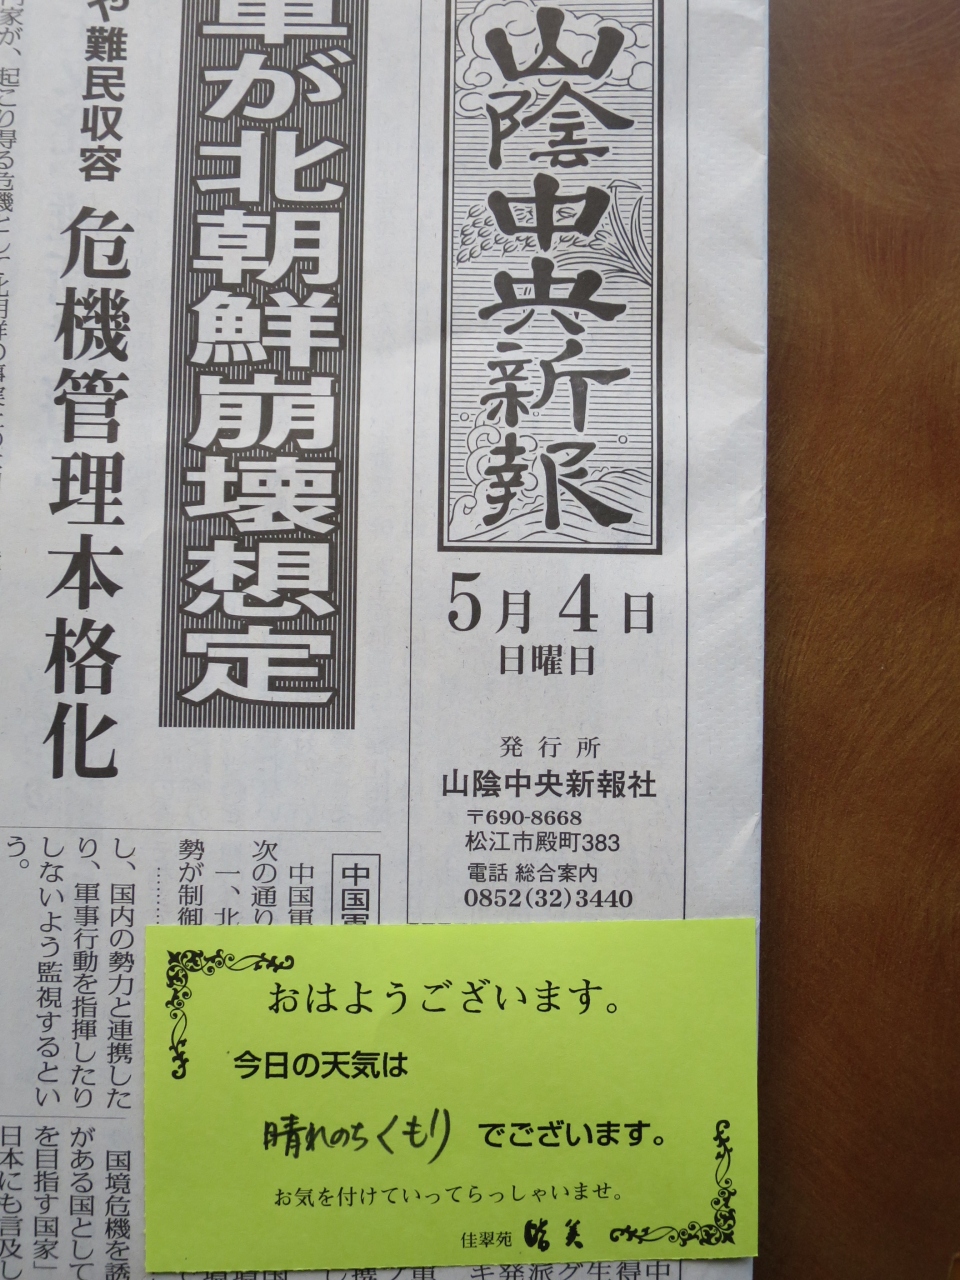 山陰中央新報
5月4日
日曜日
発行所
山陰中央新報社
〒690-8668
松江市殿町383
電話 総合案内
0852(32)3440
軍が北朝鮮崩壊想定
や難民収容
危機管理本格化
中国軍
中国軍
次の通り
一、北
勢が制御
し、国内の勢力と連携した
り、軍事行動を指揮したり
しないよう監視するとい
う。
国境危機を誘
がある国として
を目指す国家」
日本にも言及し
おはようございます。
今日の天気は
晴れのちくもり でございます。
お気を付けていってらっしゃいませ。
佳翠苑 皆美